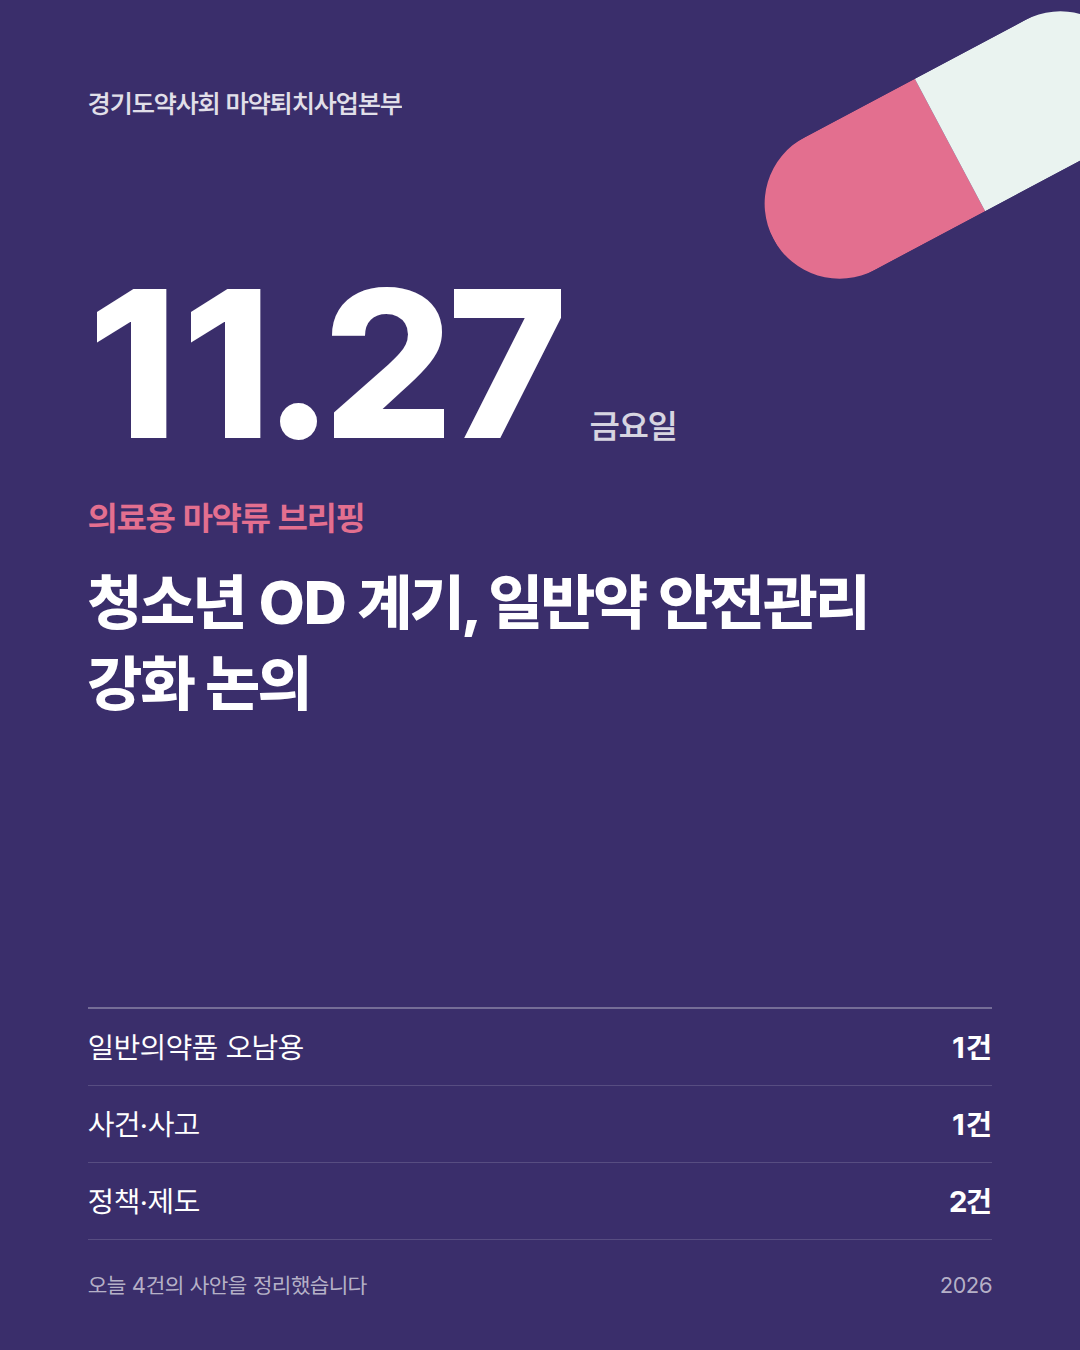 경기도약사회 마약퇴치사업본부
11.27 금요일
의료용 마약류 브리핑
청소년 OD 계기, 일반약 안전관리
강화 논의
일반의약품 오남용 1건
사건·사고 1건
정책·제도 2건
오늘 4건의 사안을 정리했습니다 2026